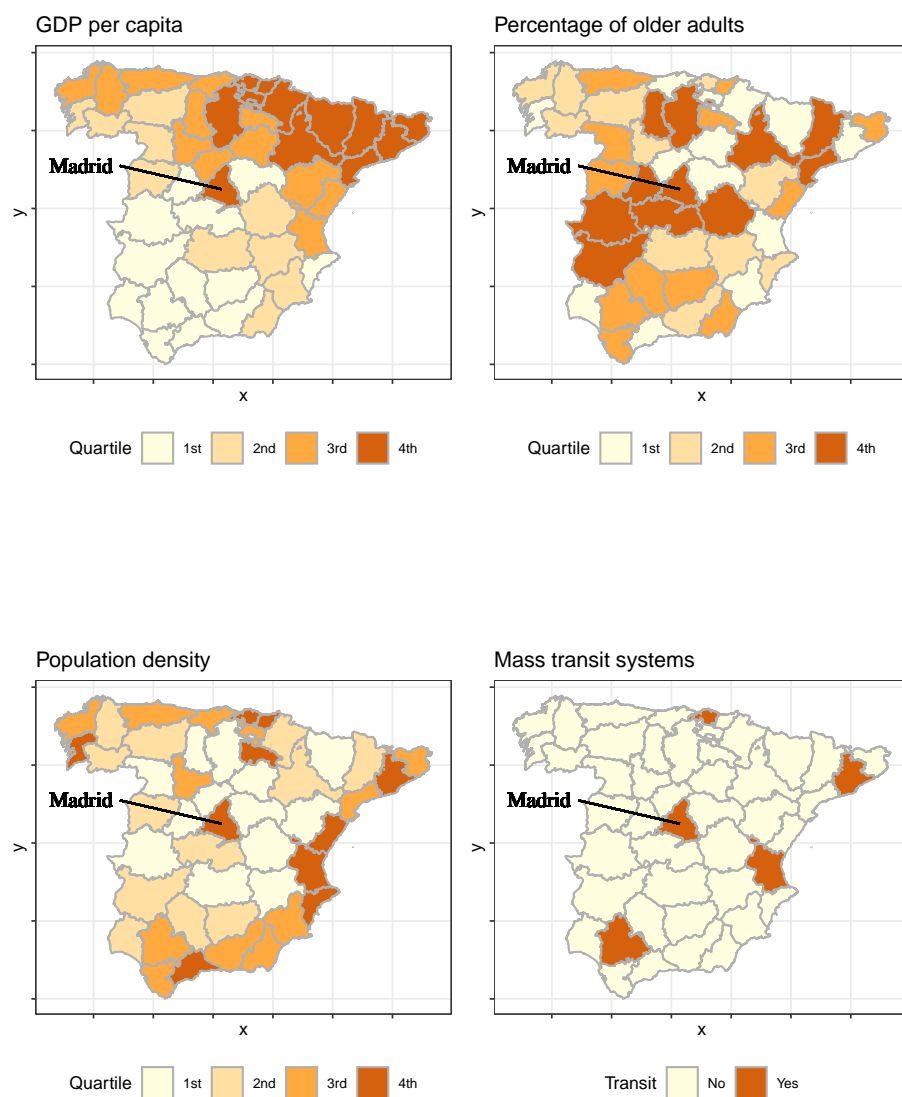 GDP per capita
Madrid
y
x
Quartile 1st 2nd 3rd 4th
Percentage of older adults
Madrid
y
x
Quartile 1st 2nd 3rd 4th
Population density
Madrid
y
x
Quartile 1st 2nd 3rd 4th
Mass transit systems
Madrid
y
x
Transit No Yes